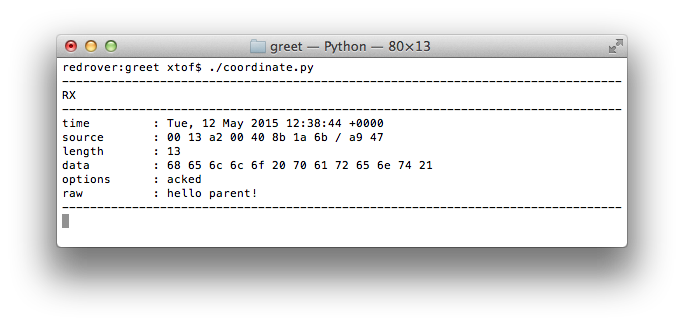 greet — Python — 80×13
redrover:greet xtof$ ./coordinate.py
--------------------------------------------------------------------------------
RX
--------------------------------------------------------------------------------
time         : Tue, 12 May 2015 12:38:44 +0000
source       : 00 13 a2 00 40 8b 1a 6b / a9 47
length       : 13
data         : 68 65 6c 6c 6f 20 70 61 72 65 6e 74 21
options      : acked
raw          : hello parent!
--------------------------------------------------------------------------------